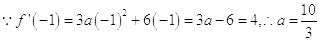 ∵ f'(-1) = 3a(-1)² + 6(-1) = 3a - 6 = 4, ∴ a = 10/3